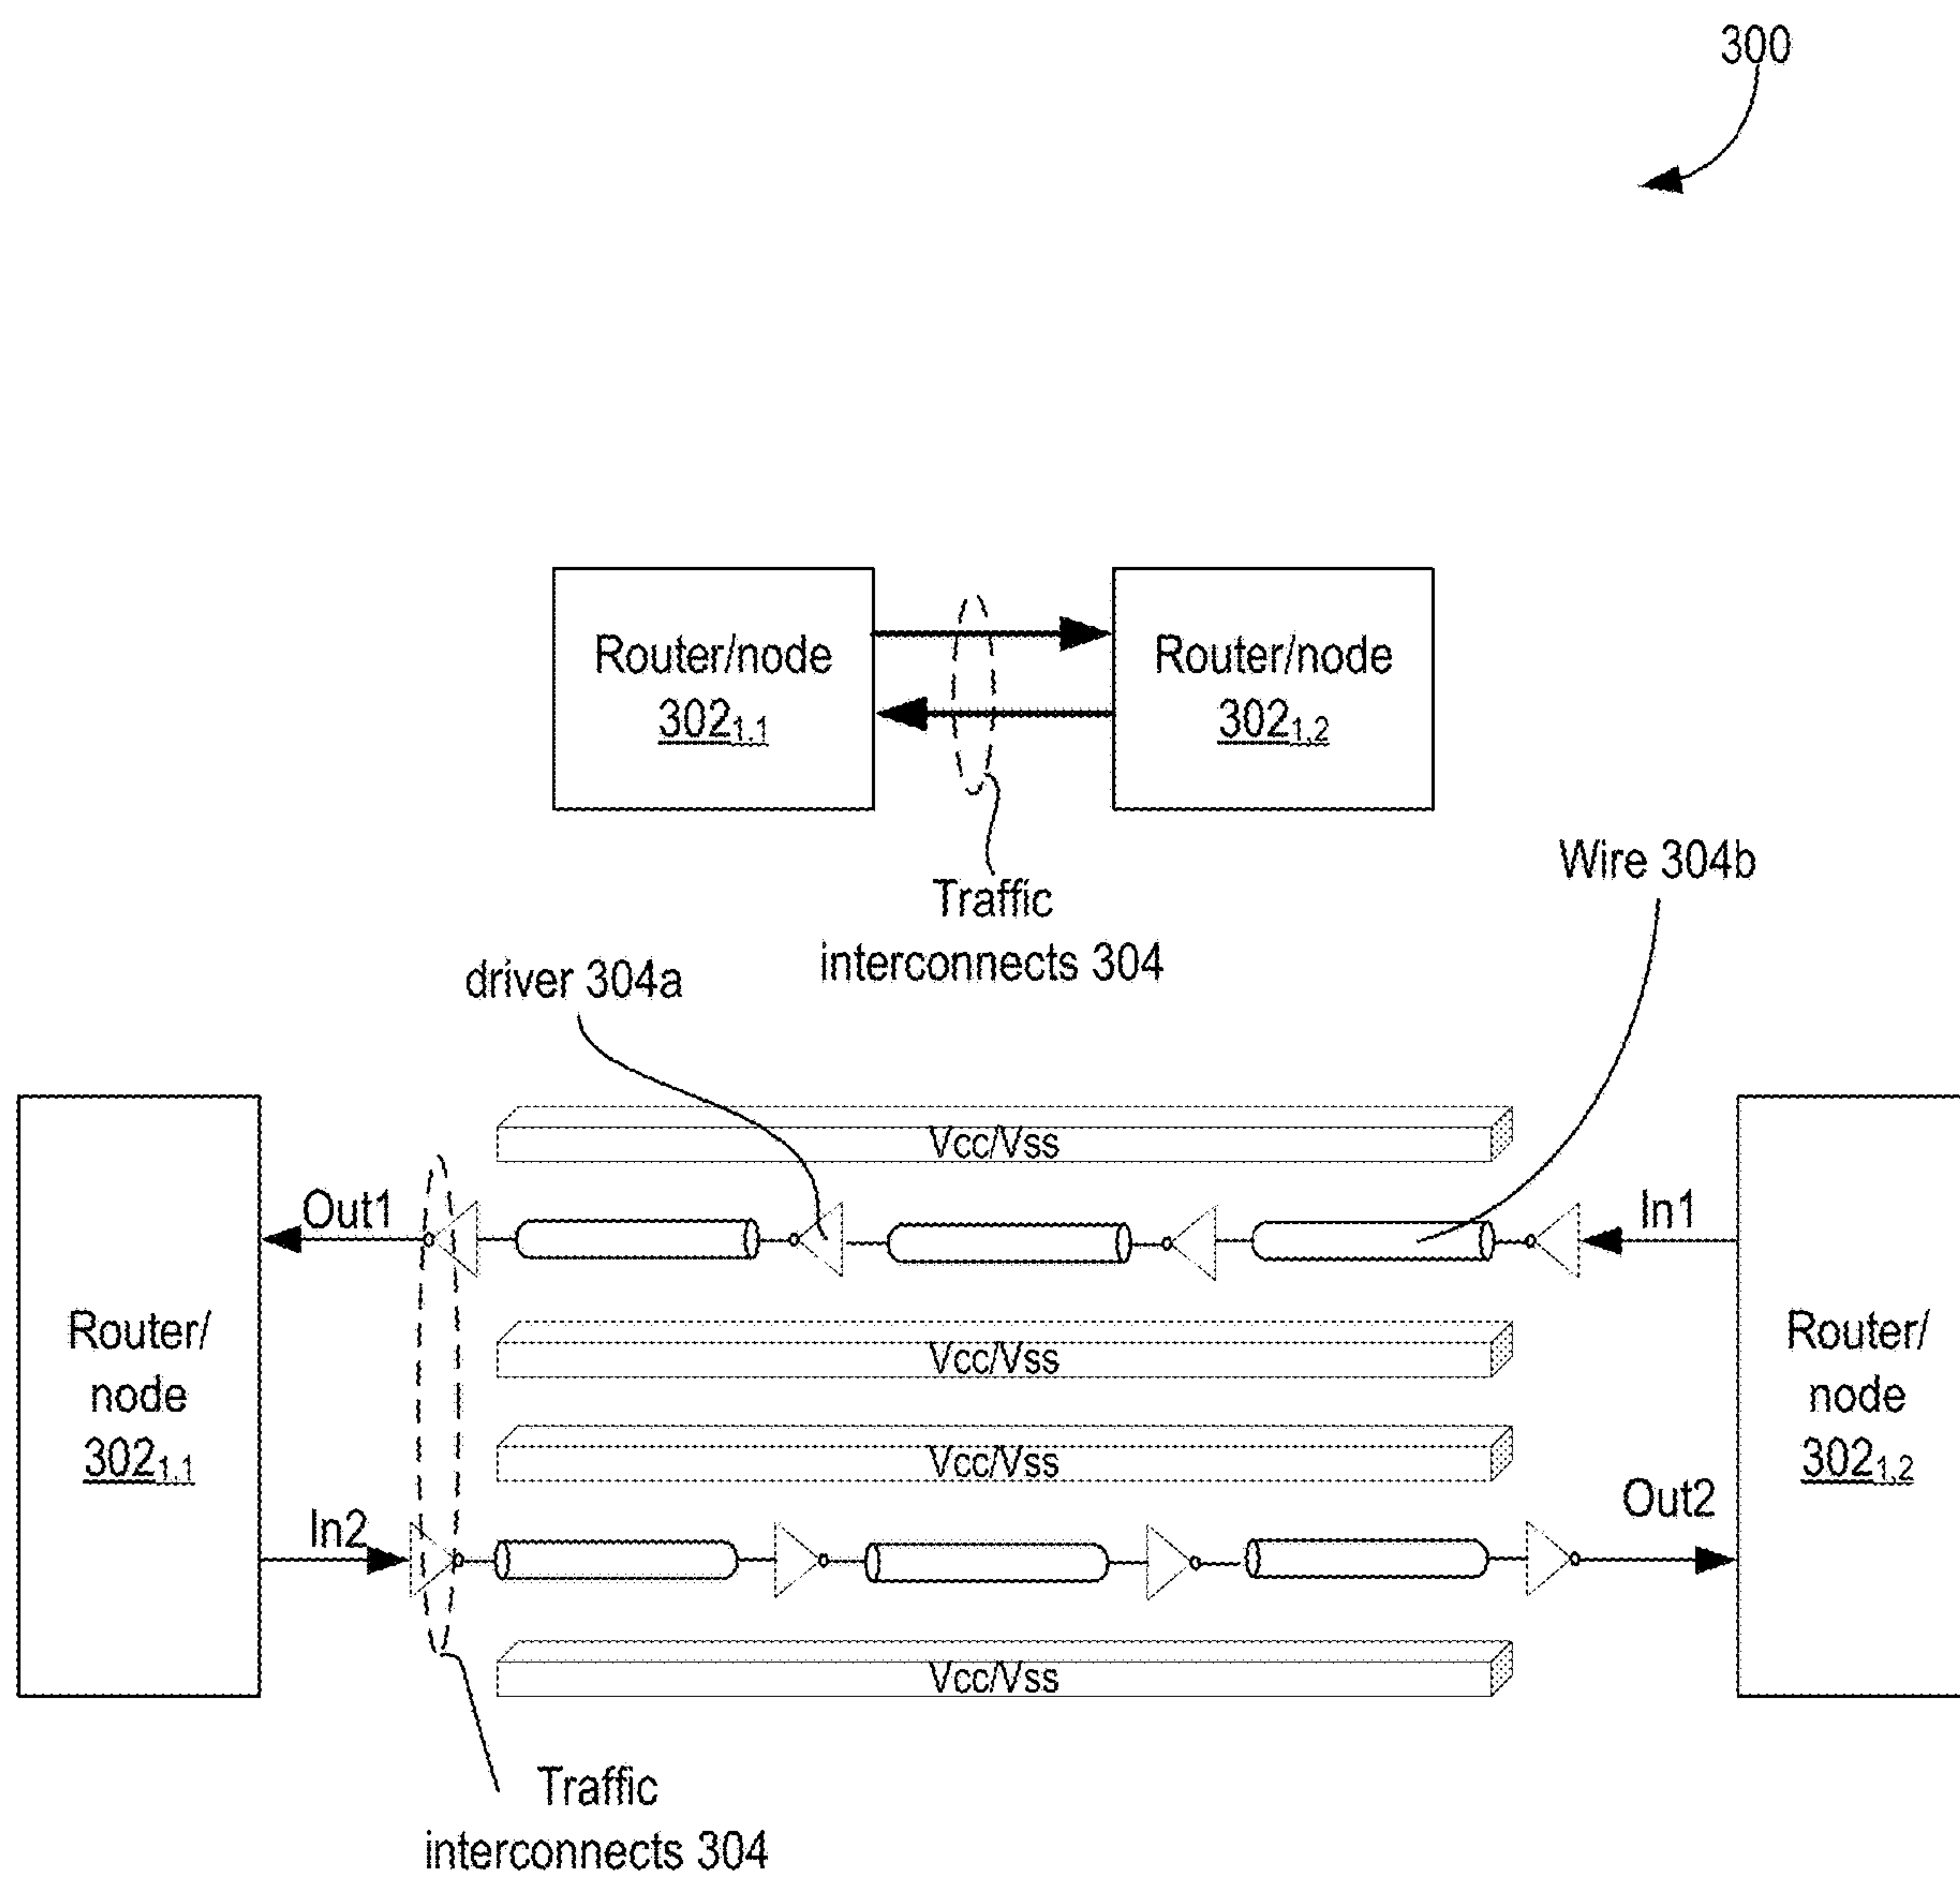 300
Router/node
302₁,₁
Router/node
302₁,₂
Traffic
interconnects 304
Wire 304b
driver 304a
Vcc/Vss
Out1
In1
Router/
node
302₁,₁
Vcc/Vss
Router/
node
302₁,₂
Vcc/Vss
In2
Out2
Vcc/Vss
Traffic
interconnects 304